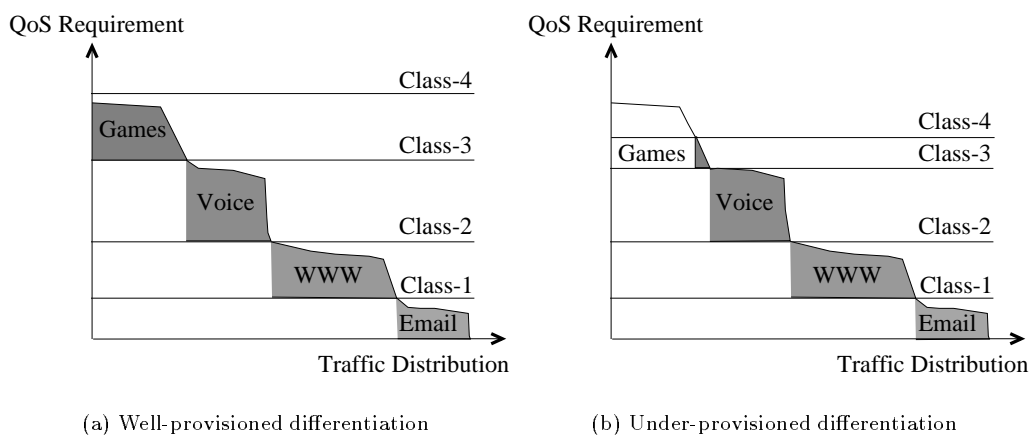 QoS Requirement
Class-4
Games
Class-3
Voice
Class-2
WWW
Class-1
Email
Traffic Distribution
(a) Well-provisioned differentiation
QoS Requirement
Class-4
Games
Class-3
Voice
Class-2
WWW
Class-1
Email
Traffic Distribution
(b) Under-provisioned differentiation